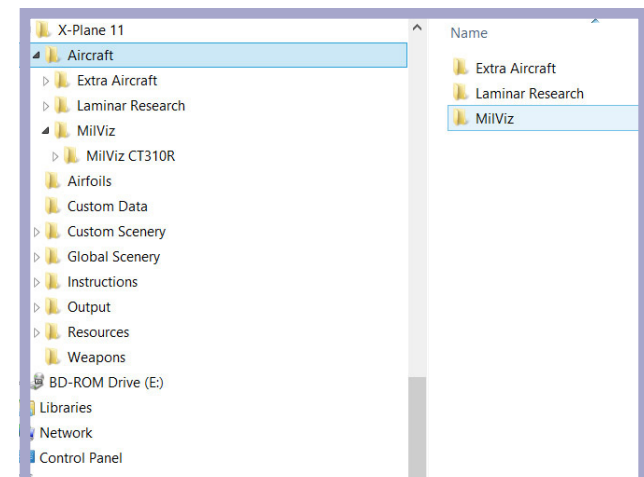 X-Plane 11
Aircraft
Extra Aircraft
Laminar Research
MilViz
MilViz CT310R
Airfoils
Custom Data
Custom Scenery
Global Scenery
Instructions
Output
Resources
Weapons
BD-ROM Drive (E:)
Libraries
Network
Control Panel
Name
Extra Aircraft
Laminar Research
MilViz